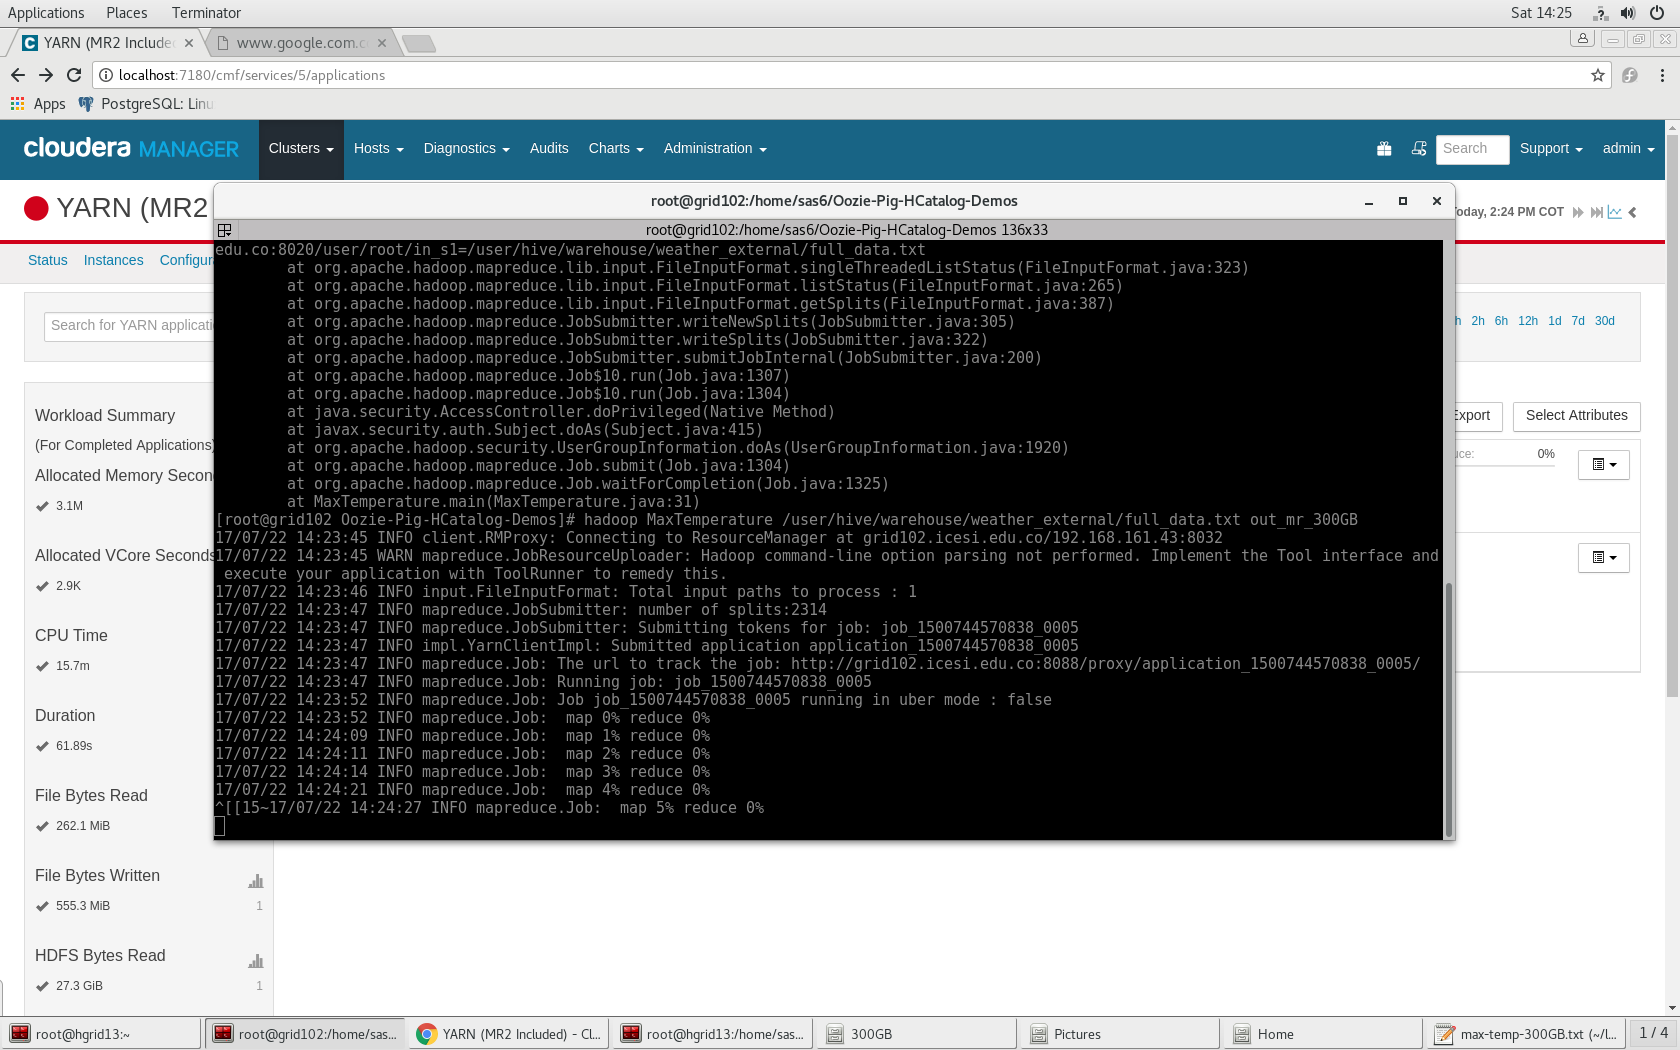 Applications Places Terminator Sat 14:25
YARN (MR2 Include www.google.com.c
localhost:7180/cmf/services/5/applications
Apps PostgreSQL: Linu
cloudera MANAGER Clusters Hosts Diagnostics Audits Charts Administration Search Support admin
YARN (MR2
oday, 2:24 PM COT
Status Instances Configur
root@grid102:/home/sas6/Oozie-Pig-HCatalog-Demos
root@grid102:/home/sas6/Oozie-Pig-HCatalog-Demos 136x33
edu.co:8020/user/root/in_s1=/user/hive/warehouse/weather_external/full_data.txt
at org.apache.hadoop.mapreduce.lib.input.FileInputFormat.singleThreadedListStatus(FileInputFormat.java:323)
at org.apache.hadoop.mapreduce.lib.input.FileInputFormat.listStatus(FileInputFormat.java:265)
at org.apache.hadoop.mapreduce.lib.input.FileInputFormat.getSplits(FileInputFormat.java:387)
at org.apache.hadoop.mapreduce.JobSubmitter.writeNewSplits(JobSubmitter.java:305)
at org.apache.hadoop.mapreduce.JobSubmitter.writeSplits(JobSubmitter.java:322)
at org.apache.hadoop.mapreduce.JobSubmitter.submitJobInternal(JobSubmitter.java:200)
at org.apache.hadoop.mapreduce.Job$10.run(Job.java:1307)
at org.apache.hadoop.mapreduce.Job$10.run(Job.java:1304)
at java.security.AccessController.doPrivileged(Native Method)
at javax.security.auth.Subject.doAs(Subject.java:415)
at org.apache.hadoop.security.UserGroupInformation.doAs(UserGroupInformation.java:1920)
at org.apache.hadoop.mapreduce.Job.submit(Job.java:1304)
at org.apache.hadoop.mapreduce.Job.waitForCompletion(Job.java:1325)
at MaxTemperature.main(MaxTemperature.java:31)
[root@grid102 Oozie-Pig-HCatalog-Demos]# hadoop MaxTemperature /user/hive/warehouse/weather_external/full_data.txt out_mr_300GB
17/07/22 14:23:45 INFO client.RMProxy: Connecting to ResourceManager at grid102.icesi.edu.co/192.168.161.43:8032
17/07/22 14:23:45 WARN mapreduce.JobResourceUploader: Hadoop command-line option parsing not performed. Implement the Tool interface and
execute your application with ToolRunner to remedy this.
17/07/22 14:23:46 INFO input.FileInputFormat: Total input paths to process : 1
17/07/22 14:23:47 INFO mapreduce.JobSubmitter: number of splits:2314
17/07/22 14:23:47 INFO mapreduce.JobSubmitter: Submitting tokens for job: job_1500744570838_0005
17/07/22 14:23:47 INFO impl.YarnClientImpl: Submitted application application_1500744570838_0005
17/07/22 14:23:47 INFO mapreduce.Job: The url to track the job: http://grid102.icesi.edu.co:8088/proxy/application_1500744570838_0005/
17/07/22 14:23:47 INFO mapreduce.Job: Running job: job_1500744570838_0005
17/07/22 14:23:52 INFO mapreduce.Job: Job job_1500744570838_0005 running in uber mode : false
17/07/22 14:23:52 INFO mapreduce.Job:  map 0% reduce 0%
17/07/22 14:24:09 INFO mapreduce.Job:  map 1% reduce 0%
17/07/22 14:24:11 INFO mapreduce.Job:  map 2% reduce 0%
17/07/22 14:24:14 INFO mapreduce.Job:  map 3% reduce 0%
17/07/22 14:24:21 INFO mapreduce.Job:  map 4% reduce 0%
^[[15~17/07/22 14:24:27 INFO mapreduce.Job:  map 5% reduce 0%
Search for YARN applicati
h 2h 6h 12h 1d 7d 30d
Export Select Attributes
uce: 0%
Workload Summary
(For Completed Applications)
Allocated Memory Secon
3.1M
Allocated VCore Seconds
2.9K
CPU Time
15.7m
Duration
61.89s
File Bytes Read
262.1 MiB
File Bytes Written
555.3 MiB 1
HDFS Bytes Read
27.3 GiB 1
root@hgrid13:~ root@grid102:/home/sas... YARN (MR2 Included) - Cl... root@hgrid13:/home/sas... 300GB Pictures Home max-temp-300GB.txt (~/l... 1 / 4